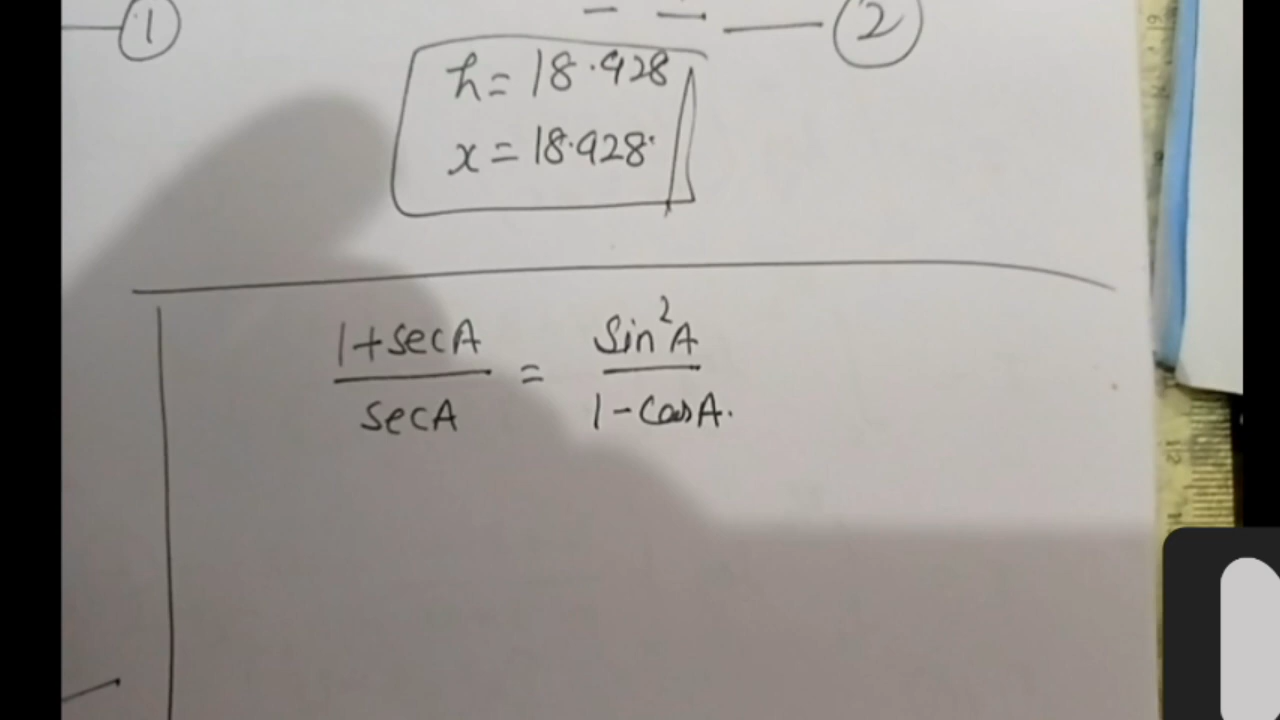 1
2
h = 18.928
x = 18.928
1+secA / secA = Sin²A / 1-cosA.